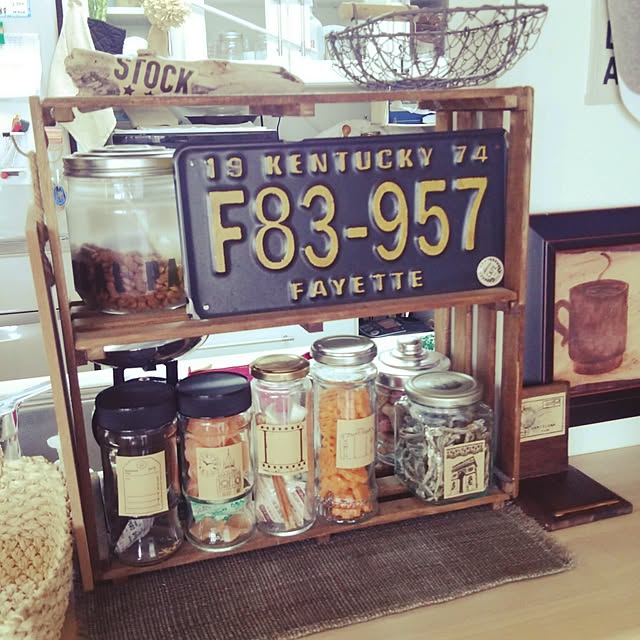 STOCK
19 KENTUCKY 74
F83-957
FAYETTE